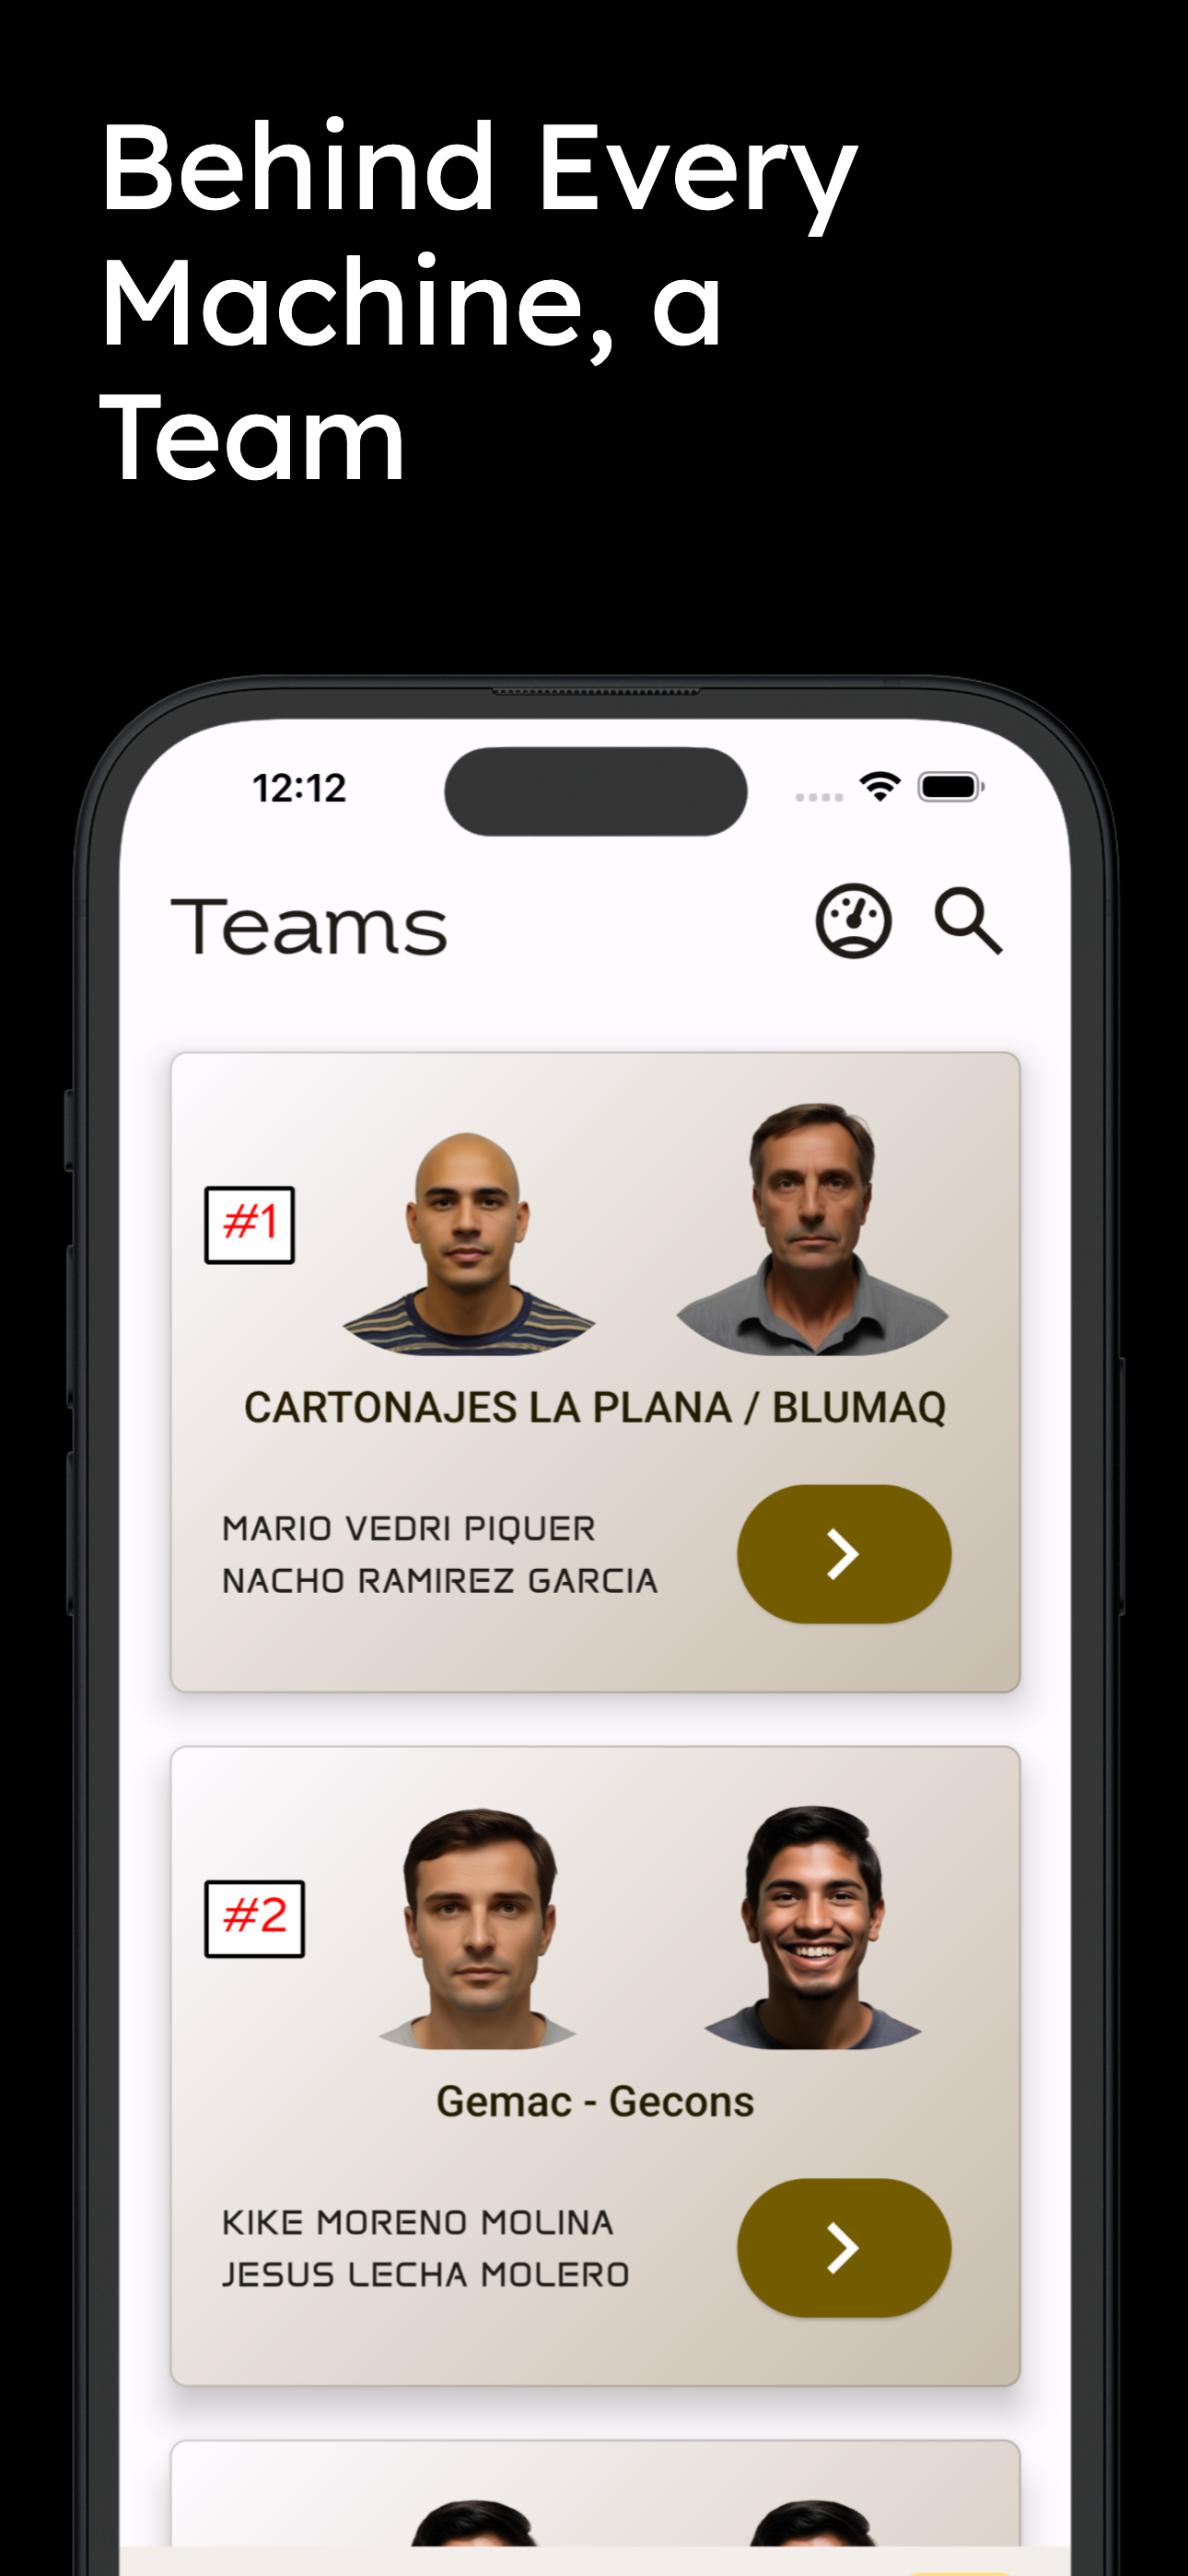 Behind Every
Machine, a
Team
12:12
Teams
#1
CARTONAJES LA PLANA / BLUMAQ
MARIO VEDRI PIQUER
NACHO RAMIREZ GARCIA
#2
Gemac - Gecons
KIKE MORENO MOLINA
JESUS LECHA MOLERO